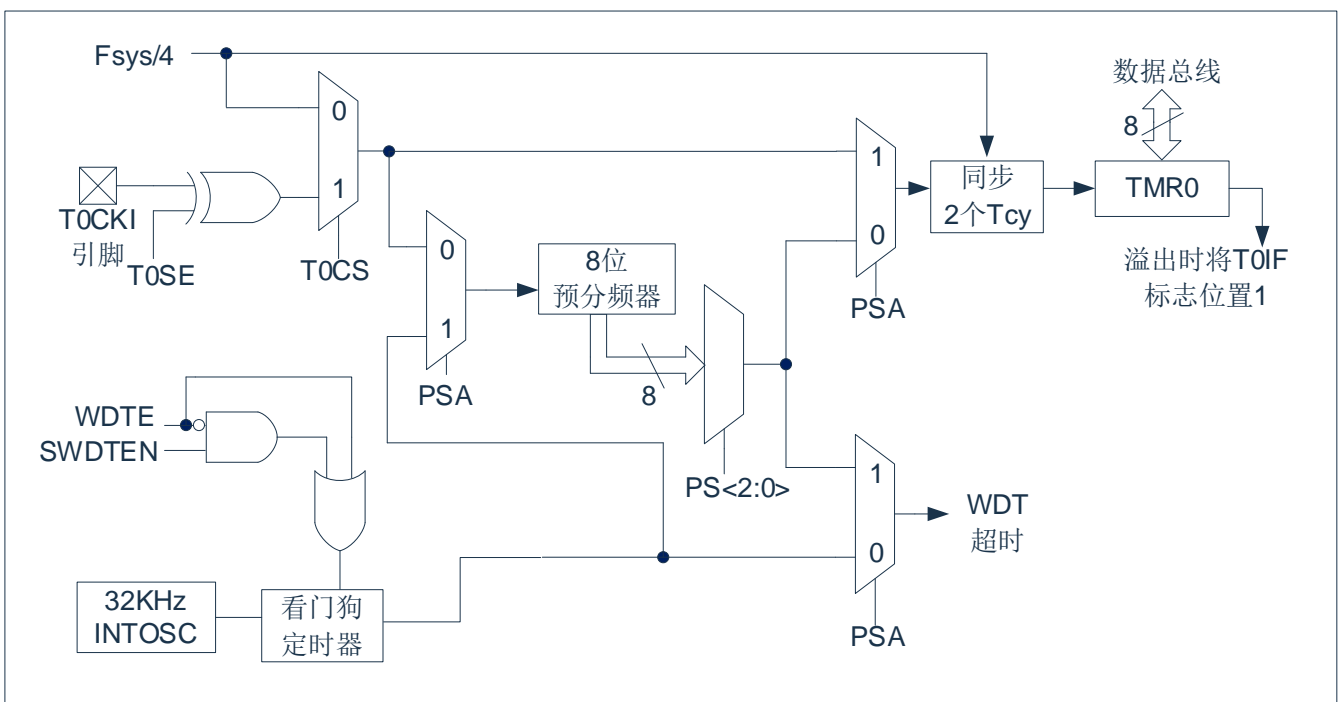 Fsys/4
数据总线
8
0
1
T0CKI
引脚
T0SE
T0CS
1
0
PSA
同步
2个Tcy
TMR0
溢出时将T0IF
标志位置1
0
1
PSA
8位
预分频器
8
PS<2:0>
WDTE
SWDTEN
1
0
PSA
WDT
超时
32KHz
INTOSC
看门狗
定时器